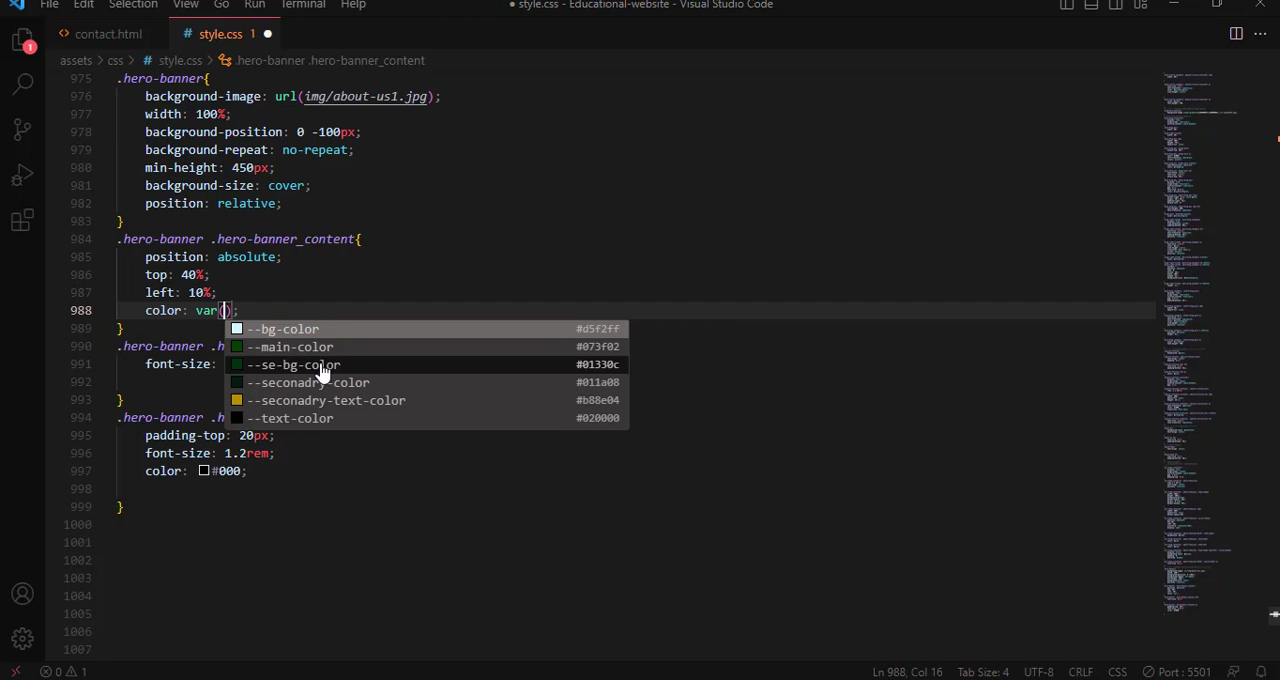 File Edit Selection View Go Run Terminal Help
● style.css - Educational-website - Visual Studio Code
<> contact.html
# style.css 1 ●
assets > css > # style.css > .hero-banner .hero-banner_content
1
975 .hero-banner{
976 background-image: url(img/about-us1.jpg);
977 width: 100%;
978 background-position: 0 -100px;
979 background-repeat: no-repeat;
980 min-height: 450px;
981 background-size: cover;
982 position: relative;
983 }
984 .hero-banner .hero-banner_content{
985 position: absolute;
986 top: 40%;
987 left: 10%;
988 color: var();
989 }
--bg-color #d5f2ff
990 .hero-banner .h
--main-color #073f02
991 font-size:
--se-bg-color #01330c
992
--seconadry-color #011a08
993 }
--seconadry-text-color #b88e04
994 .hero-banner .h
--text-color #020000
995 padding-top: 20px;
996 font-size: 1.2rem;
997 color: #000;
998
999 }
1000
1001
1002
1003
1004
1005
1006
1007
0 1
Ln 988, Col 16 Tab Size: 4 UTF-8 CRLF CSS Port : 5501